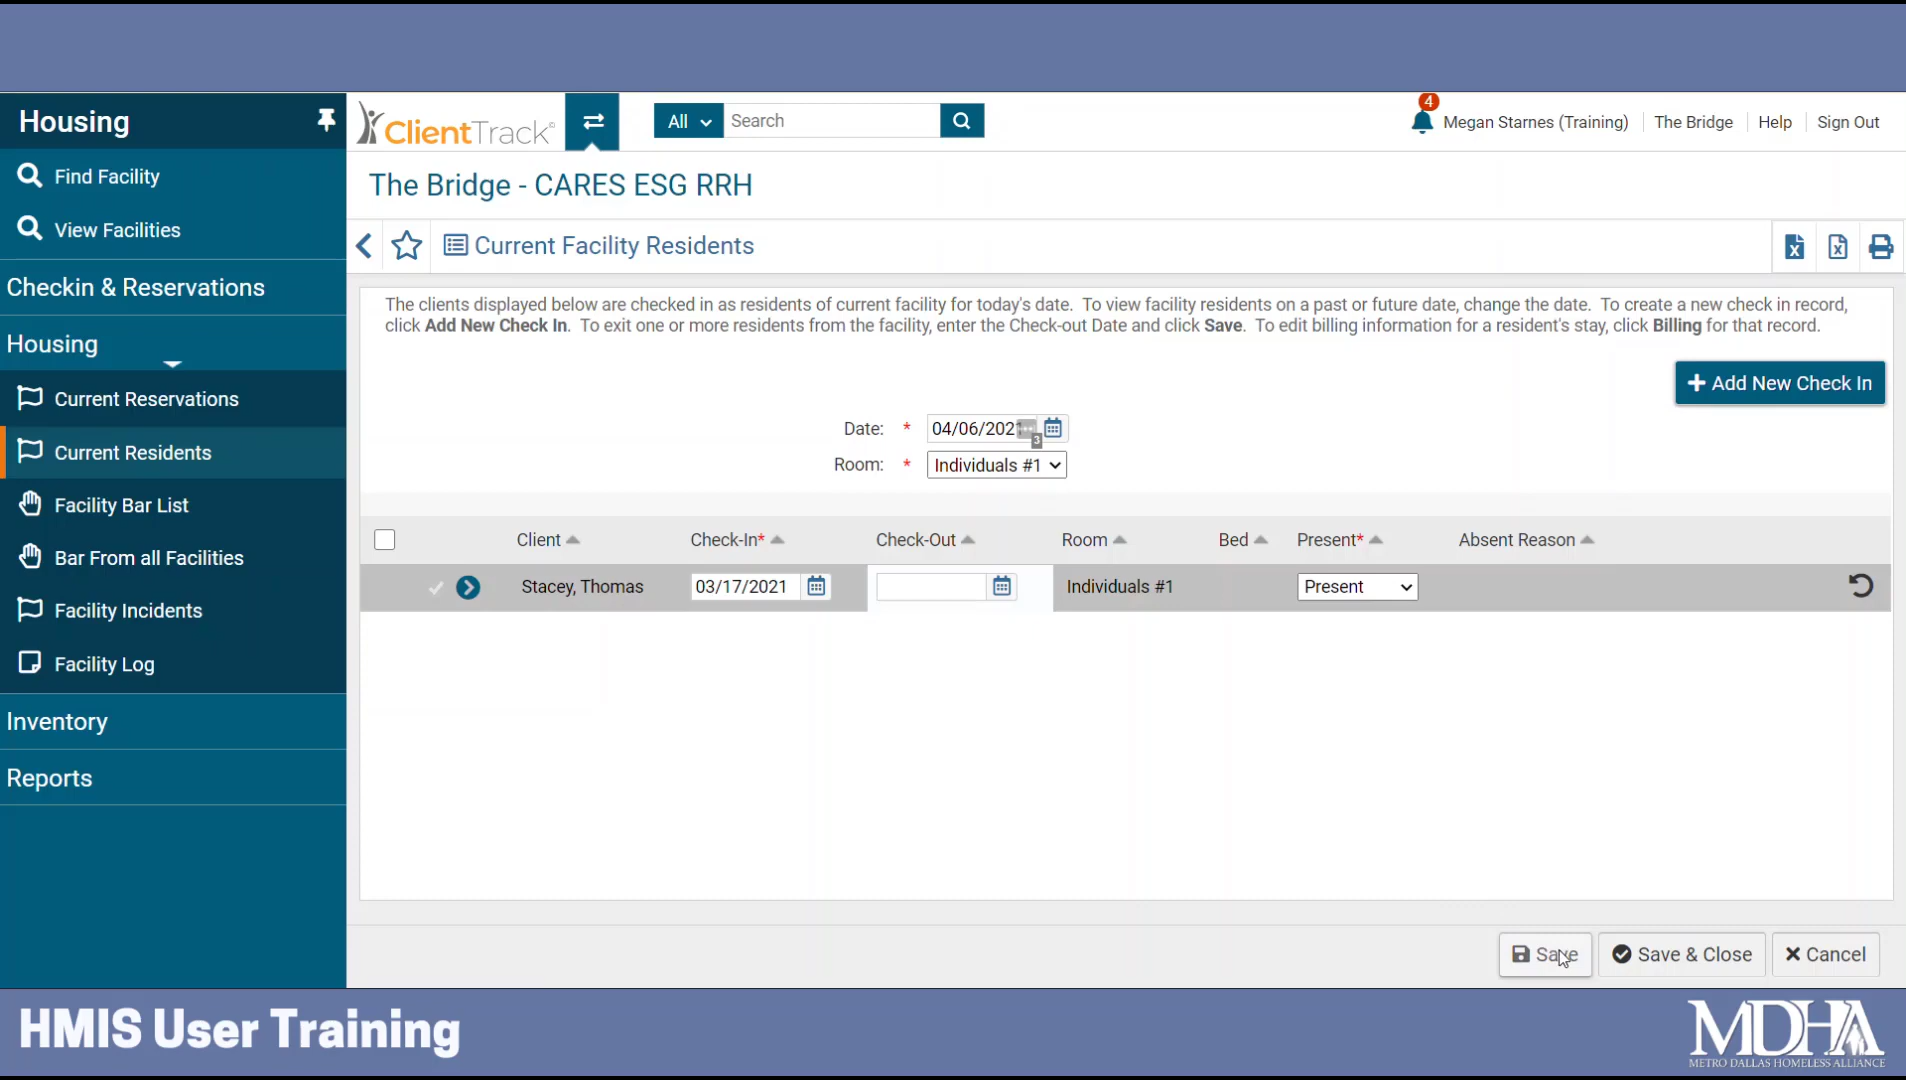 Housing
ClientTrack
All
Search
4
Megan Starnes (Training)
The Bridge
Help
Sign Out
Find Facility
View Facilities
Checkin & Reservations
Housing
Current Reservations
Current Residents
Facility Bar List
Bar From all Facilities
Facility Incidents
Facility Log
Inventory
Reports
The Bridge - CARES ESG RRH
Current Facility Residents
The clients displayed below are checked in as residents of current facility for today's date. To view facility residents on a past or future date, change the date. To create a new check in record,
click Add New Check In. To exit one or more residents from the facility, enter the Check-out Date and click Save. To edit billing information for a resident's stay, click Billing for that record.
Add New Check In
Date: * 04/06/2021
3
Room: * Individuals #1
Client Check-In* Check-Out Room Bed Present* Absent Reason
Stacey, Thomas 03/17/2021 Individuals #1 Present
Save
Save & Close
Cancel
HMIS User Training
MDHA
METRO DALLAS HOMELESS ALLIANCE